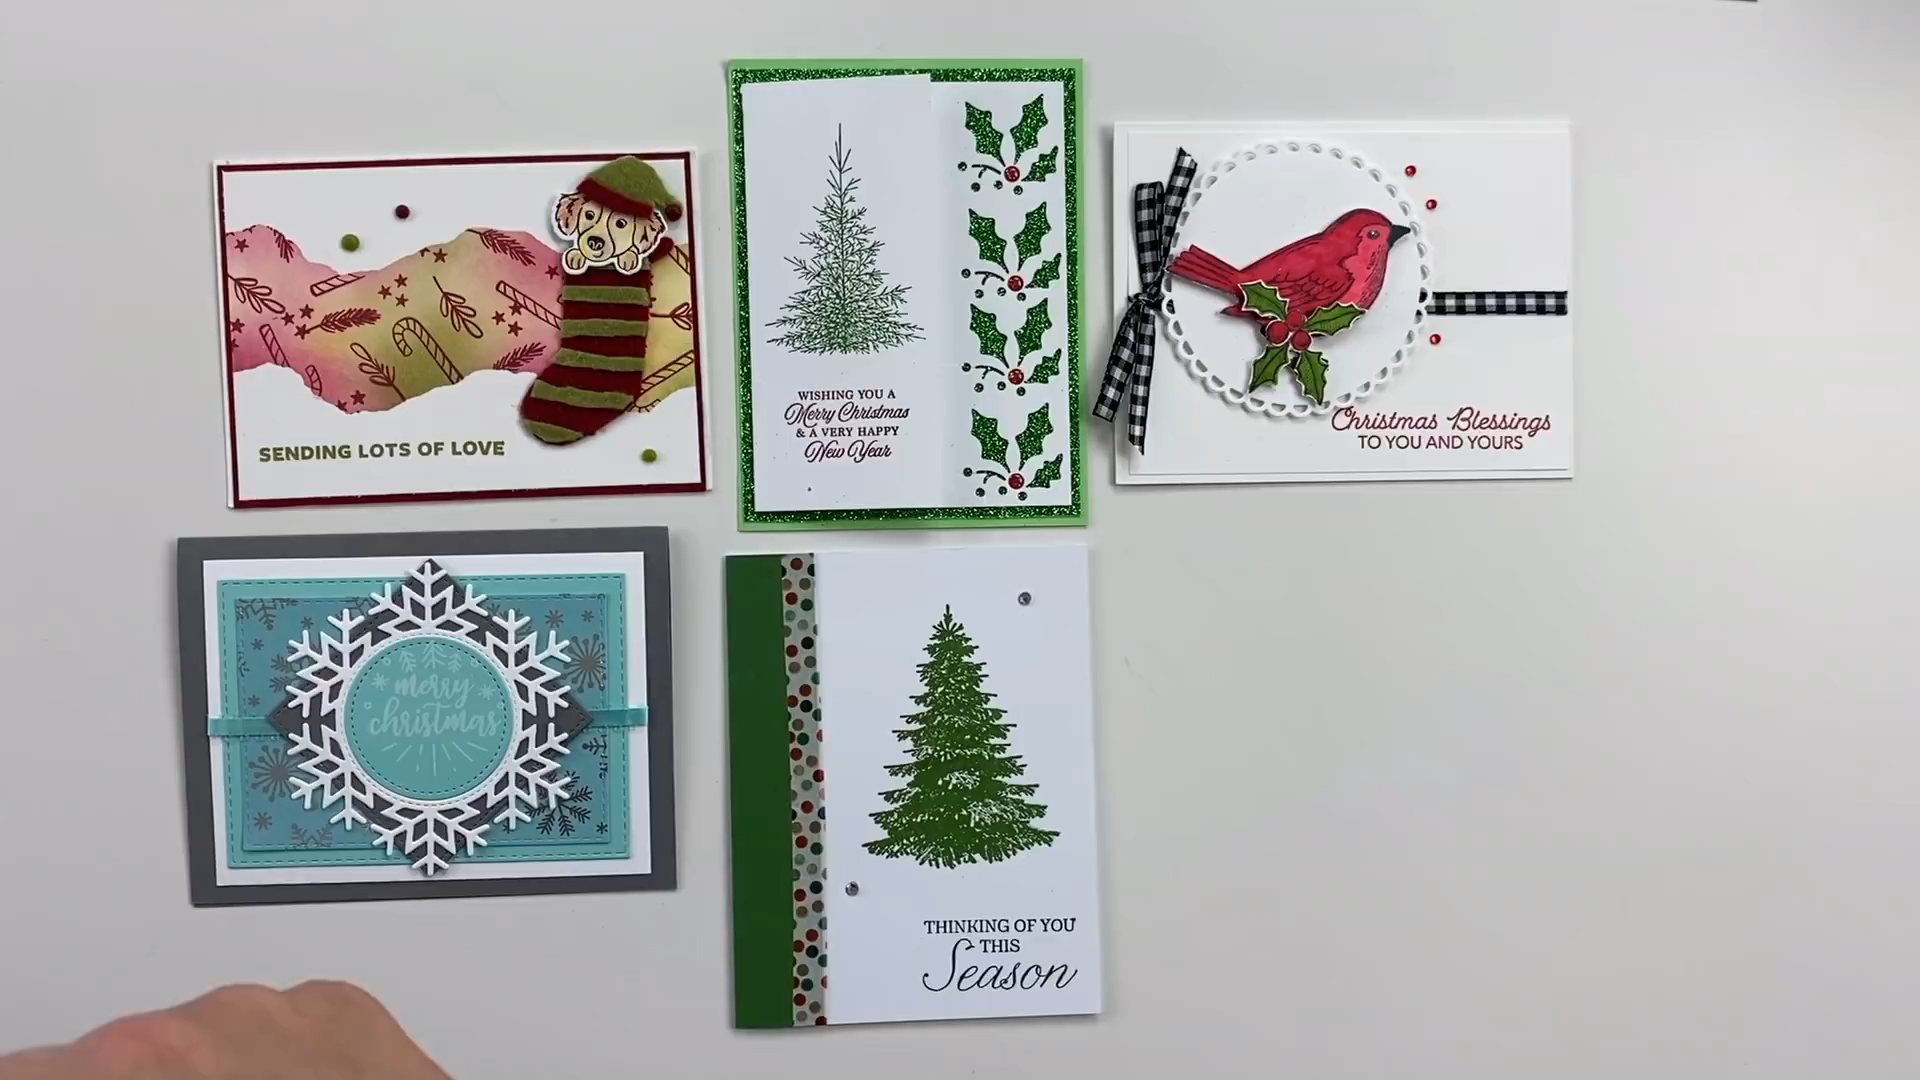 SENDING LOTS OF LOVE
WISHING YOU A
Merry Christmas
& A VERY HAPPY
New Year
Christmas Blessings
TO YOU AND YOURS
merry
christmas
THINKING OF YOU
THIS
Season